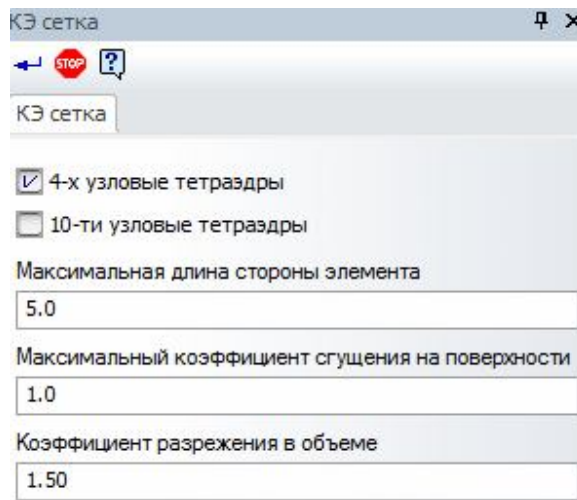 КЭ сетка
STOP
?
КЭ сетка
4-х узловые тетраэдры
10-ти узловые тетраэдры
Максимальная длина стороны элемента
5.0
Максимальный коэффициент сгущения на поверхности
1.0
Коэффициент разрежения в объеме
1.50